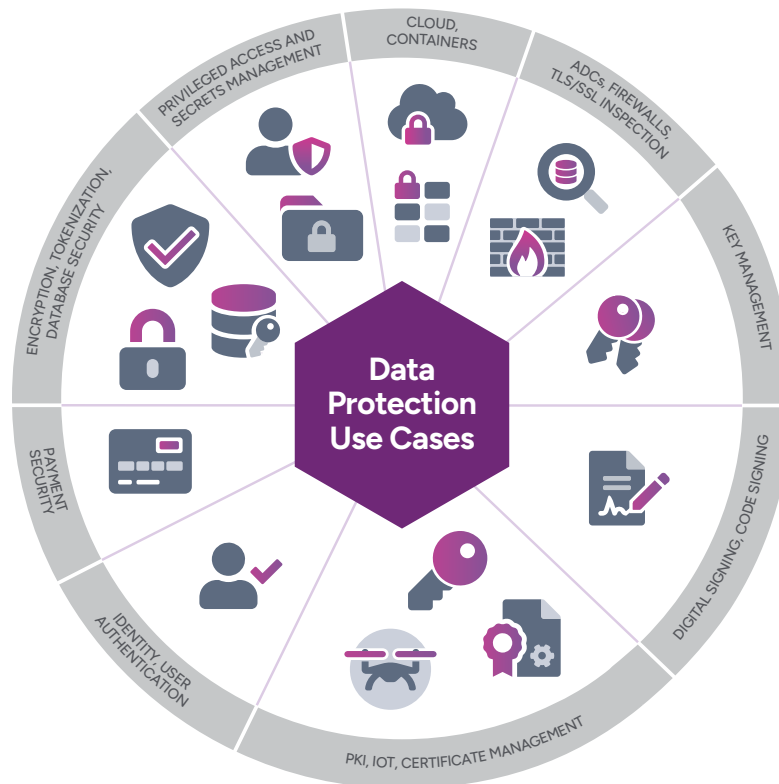 CLOUD,
CONTAINERS
ADCs, FIREWALLS,
TLS/SSL INSPECTION
KEY MANAGEMENT
DIGITAL SIGNING, CODE SIGNING
PKI, IOT, CERTIFICATE MANAGEMENT
IDENTITY, USER
AUTHENTICATION
PAYMENT
SECURITY
ENCRYPTION, TOKENIZATION,
DATABASE SECURITY
PRIVILEGED ACCESS AND
SECRETS MANAGEMENT
Data
Protection
Use Cases